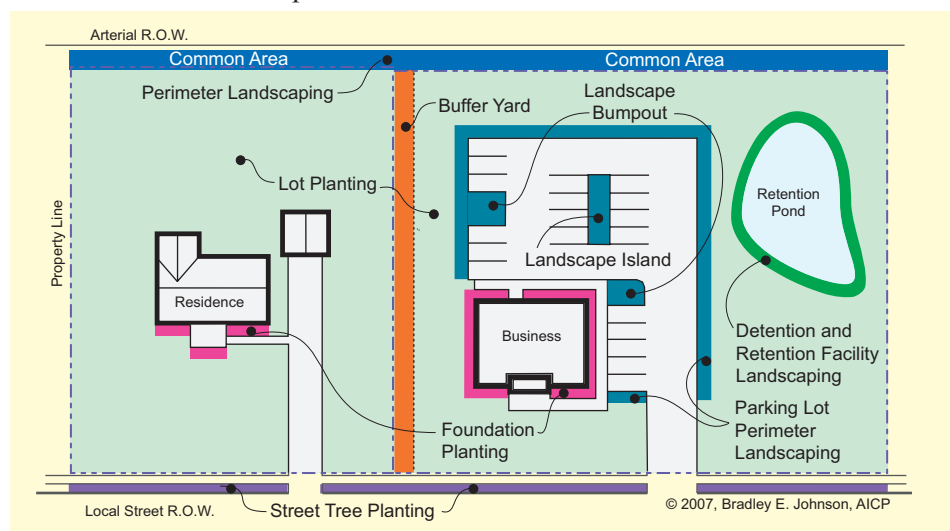 Arterial R.O.W.
Common Area
Common Area
Perimeter Landscaping
Buffer Yard
Landscape
Bumpout
Lot Planting
Retention
Pond
Property Line
Landscape Island
Residence
Business
Detention and
Retention Facility
Landscaping
Foundation
Planting
Parking Lot
Perimeter
Landscaping
Local Street R.O.W.
Street Tree Planting
© 2007, Bradley E. Johnson, AICP